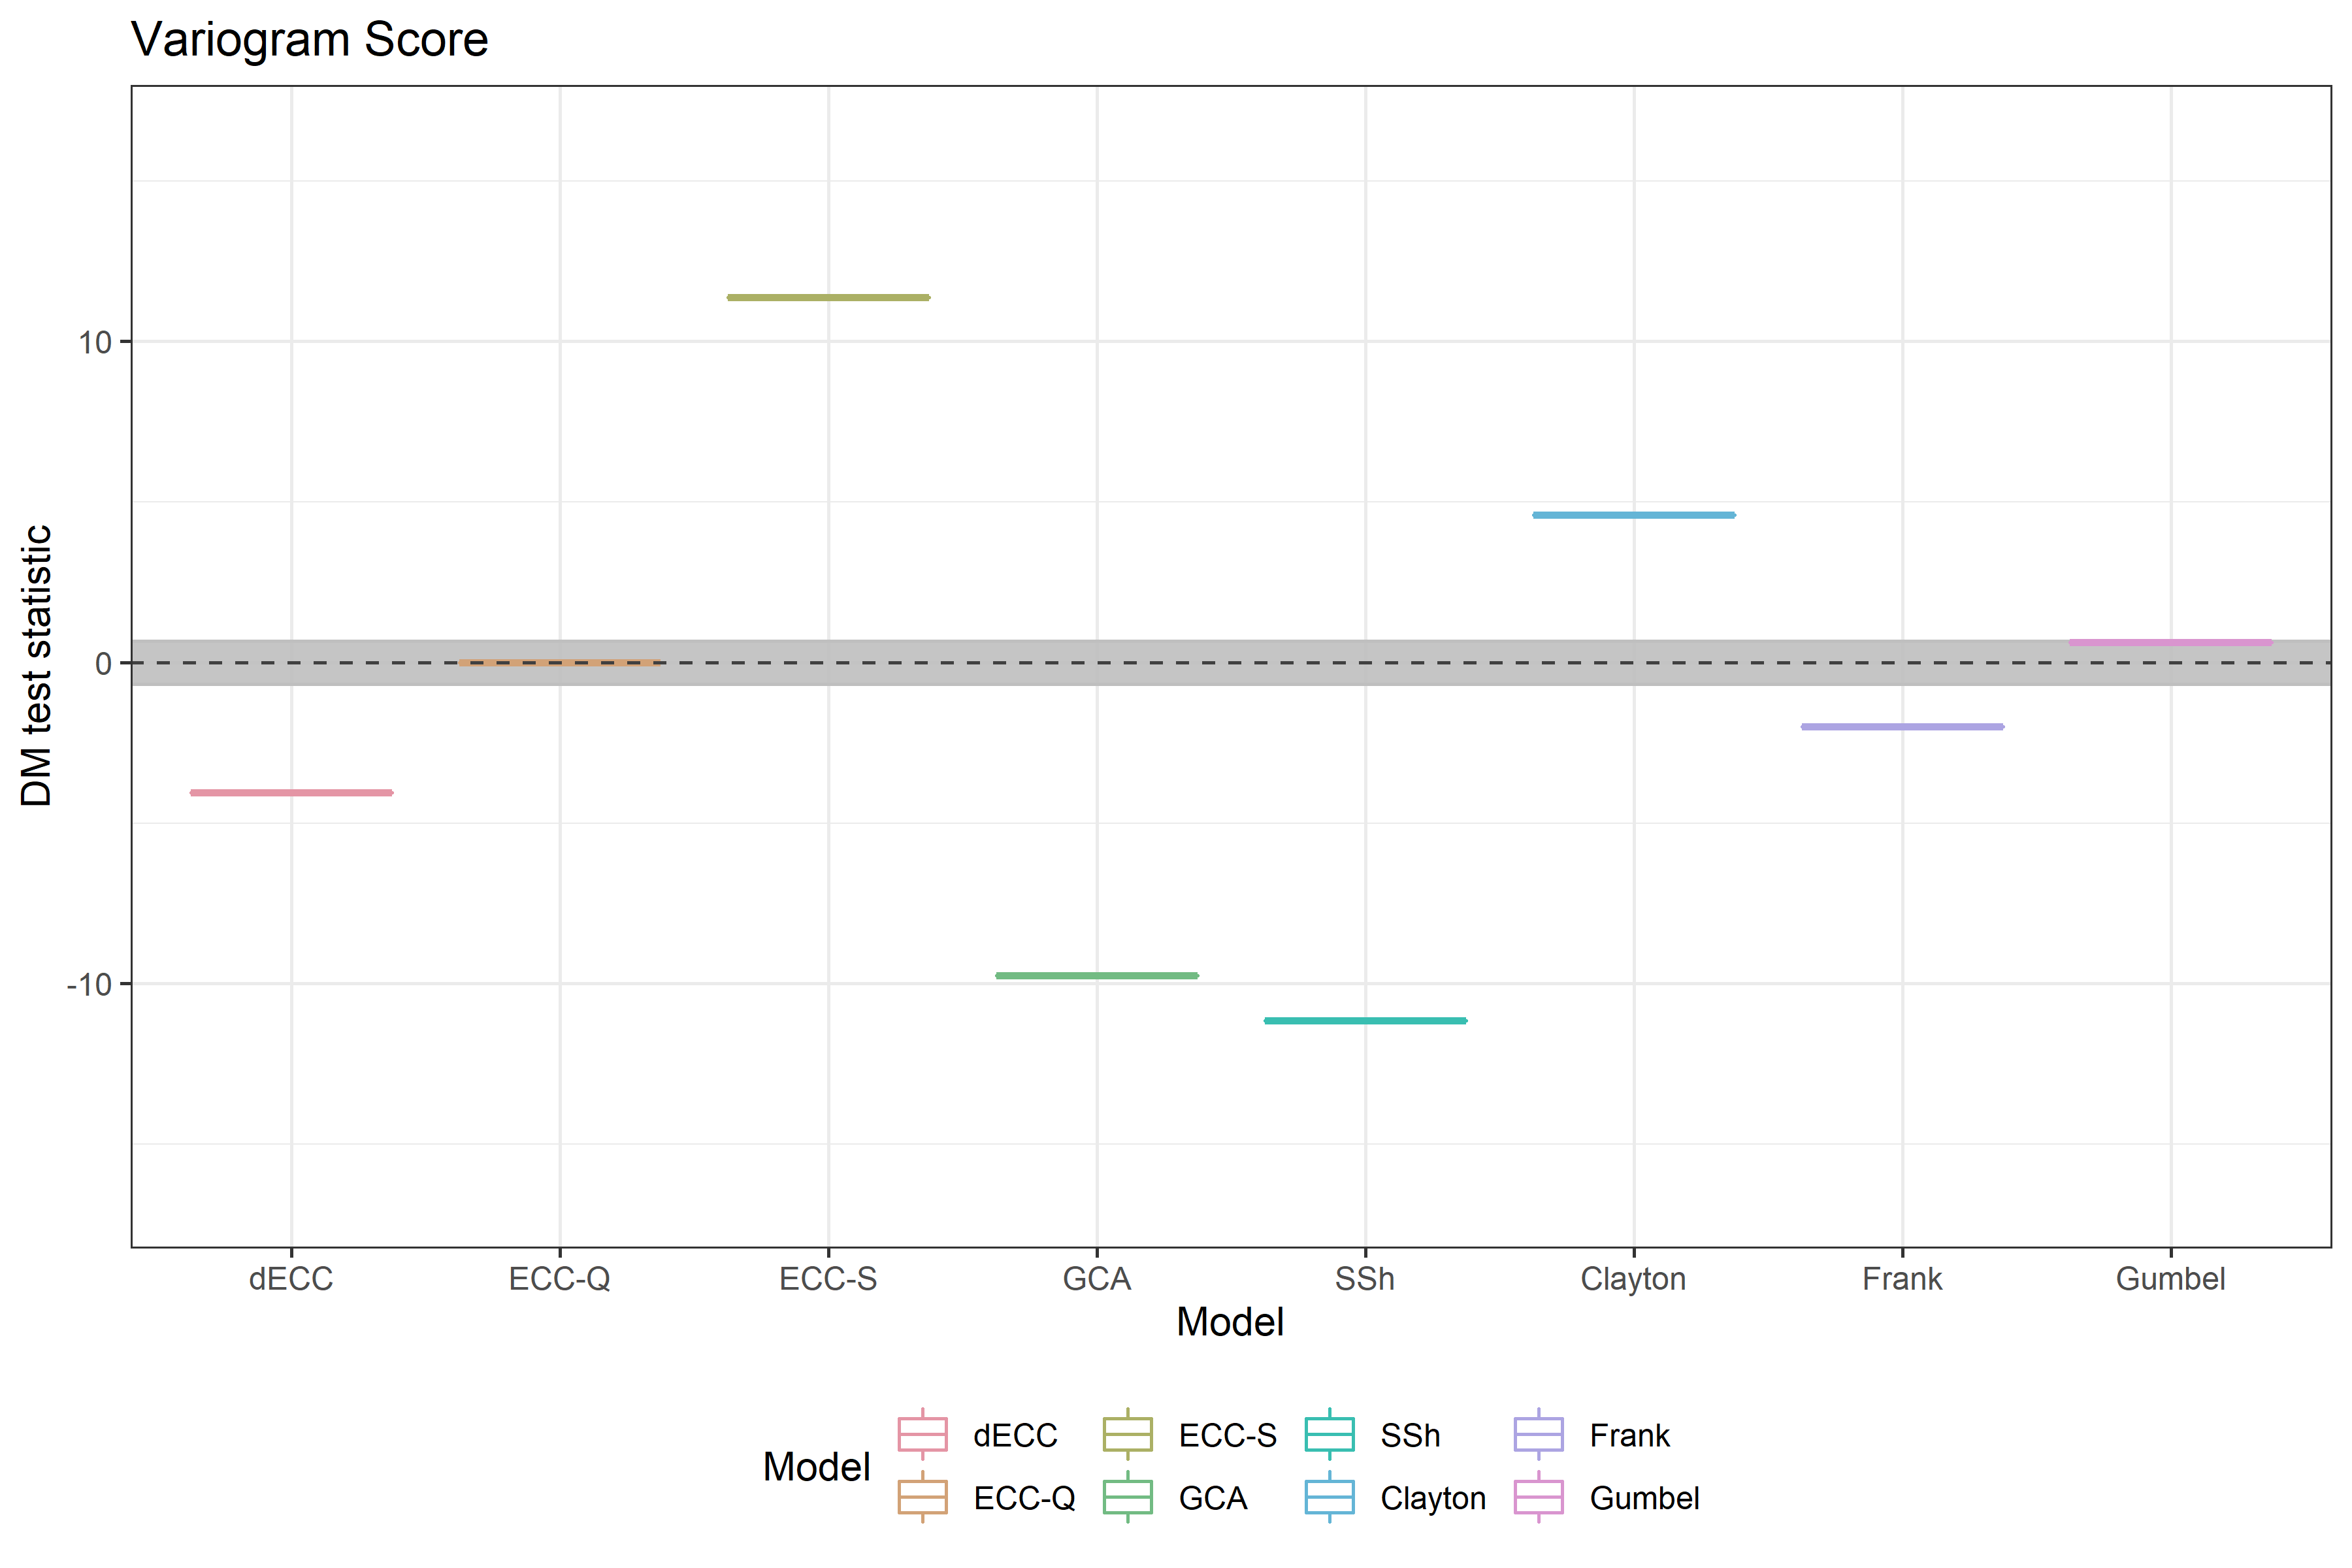 Variogram Score
DM test statistic
10
0
-10
dECC ECC-Q ECC-S GCA SSh Clayton Frank Gumbel
Model
Model
dECC ECC-S SSh Frank
ECC-Q GCA Clayton Gumbel